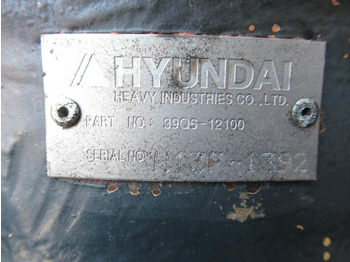 HYUNDAI
HEAVY INDUSTRIES CO., LTD.
PART NO.: 39Q6-12100
SERIAL NO.: